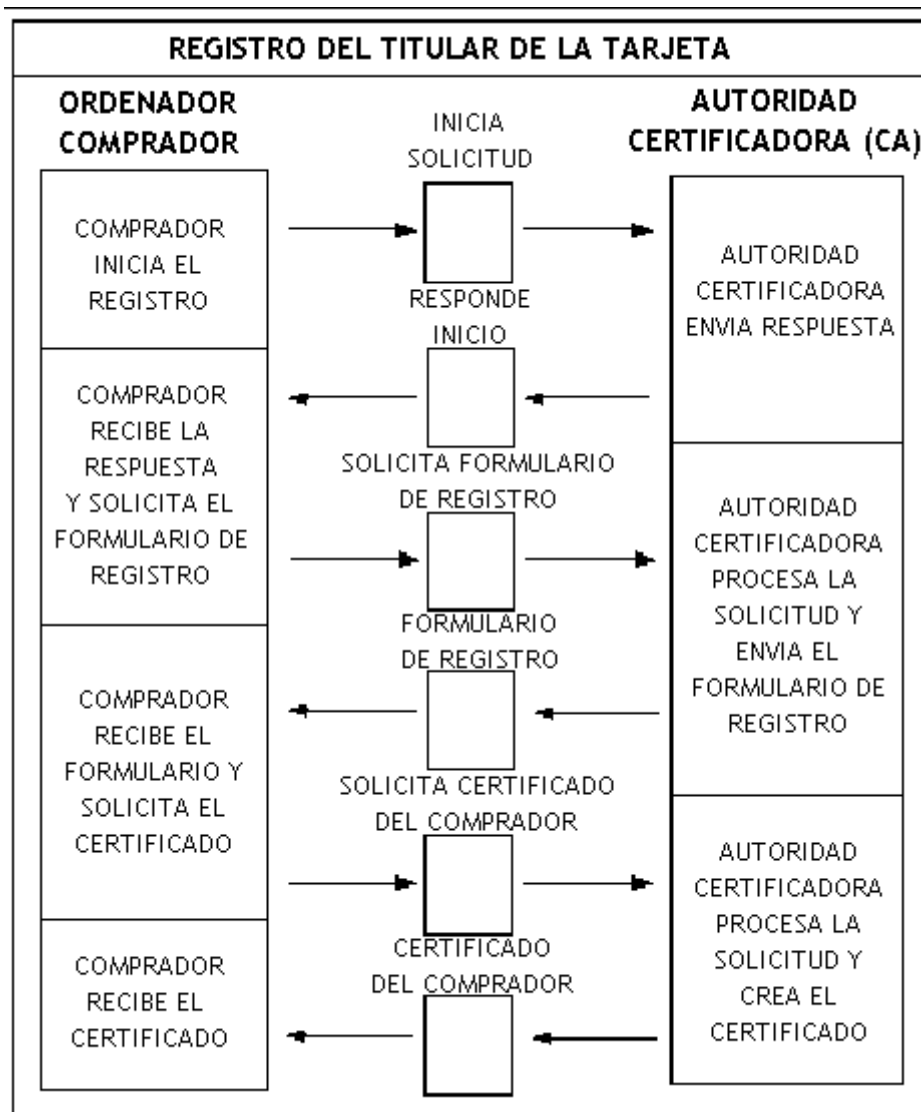 REGISTRO DEL TITULAR DE LA TARJETA
ORDENADOR
COMPRADOR
AUTORIDAD
CERTIFICADORA (CA)
INICIA
SOLICITUD
COMPRADOR
INICIA EL
REGISTRO
AUTORIDAD
CERTIFICADORA
ENVIA RESPUESTA
RESPONDE
INICIO
COMPRADOR
RECIBE LA
RESPUESTA
Y SOLICITA EL
FORMULARIO DE
REGISTRO
SOLICITA FORMULARIO
DE REGISTRO
AUTORIDAD
CERTIFICADORA
PROCESA LA
SOLICITUD Y
ENVIA EL
FORMULARIO DE
REGISTRO
FORMULARIO
DE REGISTRO
COMPRADOR
RECIBE EL
FORMULARIO Y
SOLICITA EL
CERTIFICADO
SOLICITA CERTIFICADO
DEL COMPRADOR
AUTORIDAD
CERTIFICADORA
PROCESA LA
SOLICITUD Y
CREA EL
CERTIFICADO
CERTIFICADO
DEL COMPRADOR
COMPRADOR
RECIBE EL
CERTIFICADO